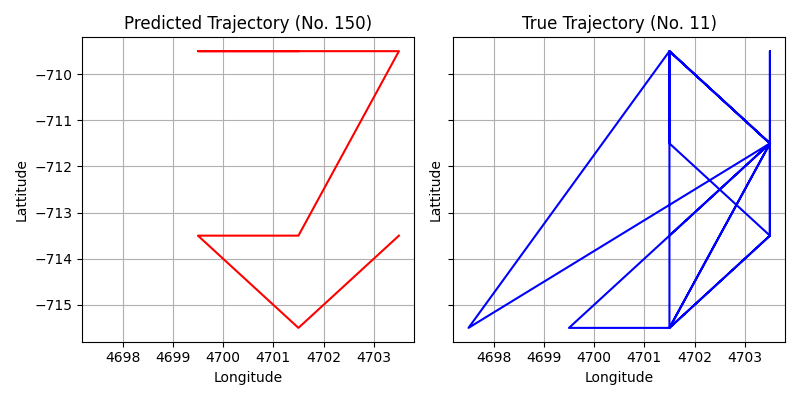 Predicted Trajectory (No. 150)
True Trajectory (No. 11)
Lattitude
−710
−711
−712
−713
−714
−715
4698 4699 4700 4701 4702 4703
Longitude
Lattitude
4698 4699 4700 4701 4702 4703
Longitude